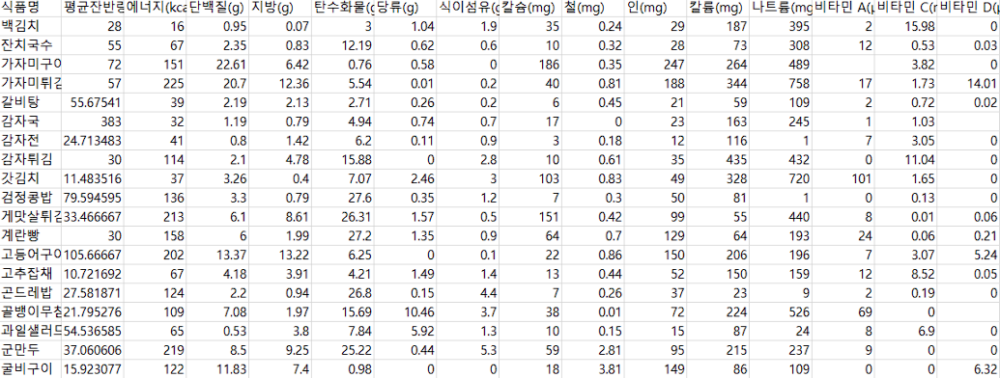 식품명 평균잔반량 에너지(kca 단백질(g) 지방(g) 탄수화물(g 당류(g) 식이섬유(g 칼슘(mg) 철(mg) 인(mg) 칼륨(mg) 나트륨(mg 비타민 A(μ 비타민 C(r 비타민 D(μ
백김치 28 16 0.95 0.07 3 1.04 1.9 35 0.24 29 187 395 2 15.98 0
잔치국수 55 67 2.35 0.83 12.19 0.62 0.6 10 0.32 28 73 308 12 0.53 0.03
가자미구이 72 151 22.61 6.42 0.76 0.58 0 186 0.35 247 264 489 3.82 0
가자미튀김 57 225 20.7 12.36 5.54 0.01 0.2 40 0.81 188 344 758 17 1.73 14.01
갈비탕 55.67541 39 2.19 2.13 2.71 0.26 0.2 6 0.45 21 59 109 2 0.72 0.02
감자국 383 32 1.19 0.79 4.94 0.74 0.7 17 0 23 163 245 1 1.03
감자전 24.713483 41 0.8 1.42 6.2 0.11 0.9 3 0.18 12 116 1 7 3.05 0
감자튀김 30 114 2.1 4.78 15.88 0 2.8 10 0.61 35 435 432 0 11.04 0
갓김치 11.483516 37 3.26 0.4 7.07 2.46 3 103 0.83 49 328 720 101 1.65 0
검정콩밥 79.594595 136 3.3 0.79 27.6 0.35 1.2 7 0.3 50 81 1 0 0.13 0
게맛살튀김 33.466667 213 6.1 8.61 26.31 1.57 0.5 151 0.42 99 55 440 8 0.01 0.06
계란빵 30 158 6 1.99 27.2 1.35 0.9 64 0.7 129 64 193 24 0.06 0.21
고등어구이 105.66667 202 13.37 13.22 6.25 0 0.1 22 0.86 150 206 196 7 3.07 5.24
고추잡채 10.721692 67 4.18 3.91 4.21 1.49 1.4 13 0.44 52 150 159 12 8.52 0.05
곤드레밥 27.581871 124 2.2 0.94 26.8 0.15 4.4 7 0.26 37 23 9 2 0.19 0
골뱅이무침 21.795276 109 7.08 1.97 15.69 10.46 3.7 38 0.01 72 224 526 69 0
과일샐러드 54.536585 65 0.53 3.8 7.84 5.92 1.3 10 0.15 15 87 24 8 6.9 0
군만두 37.060606 219 8.5 9.25 25.22 0.44 5.3 59 2.81 95 215 237 9 0
굴비구이 15.923077 122 11.83 7.4 0.98 0 0 18 3.81 149 86 109 0 0 6.32